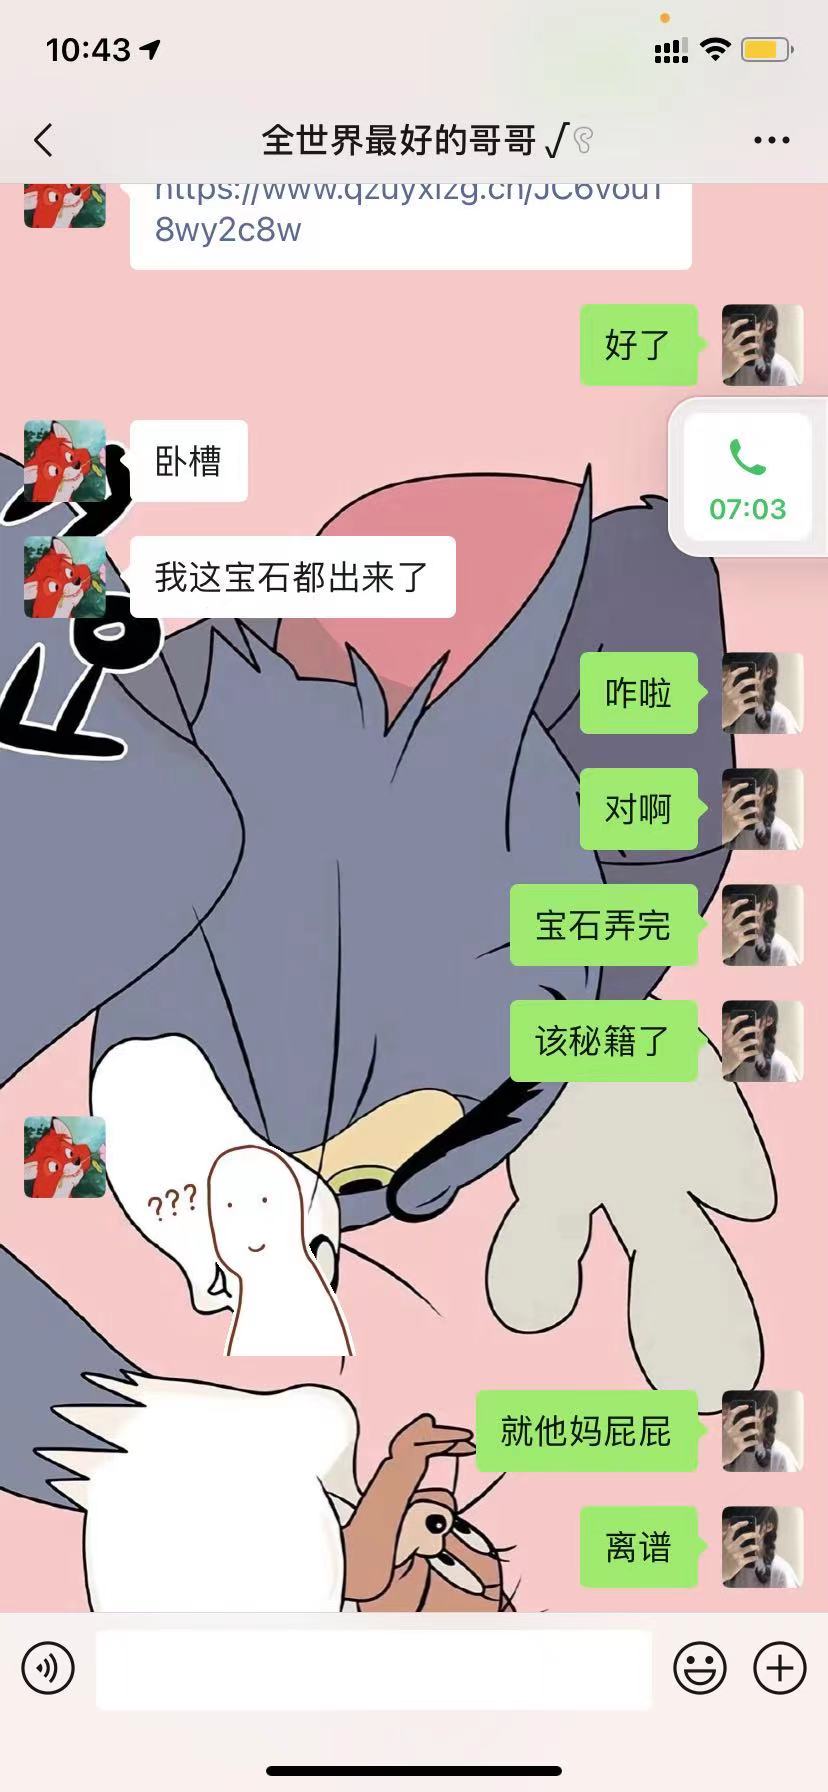 10:43
全世界最好的哥哥√
8wy2c8w
好了
07:03
卧槽
我这宝石都出来了
咋啦
对啊
宝石弄完
该秘籍了
???
就他妈屁屁
离谱